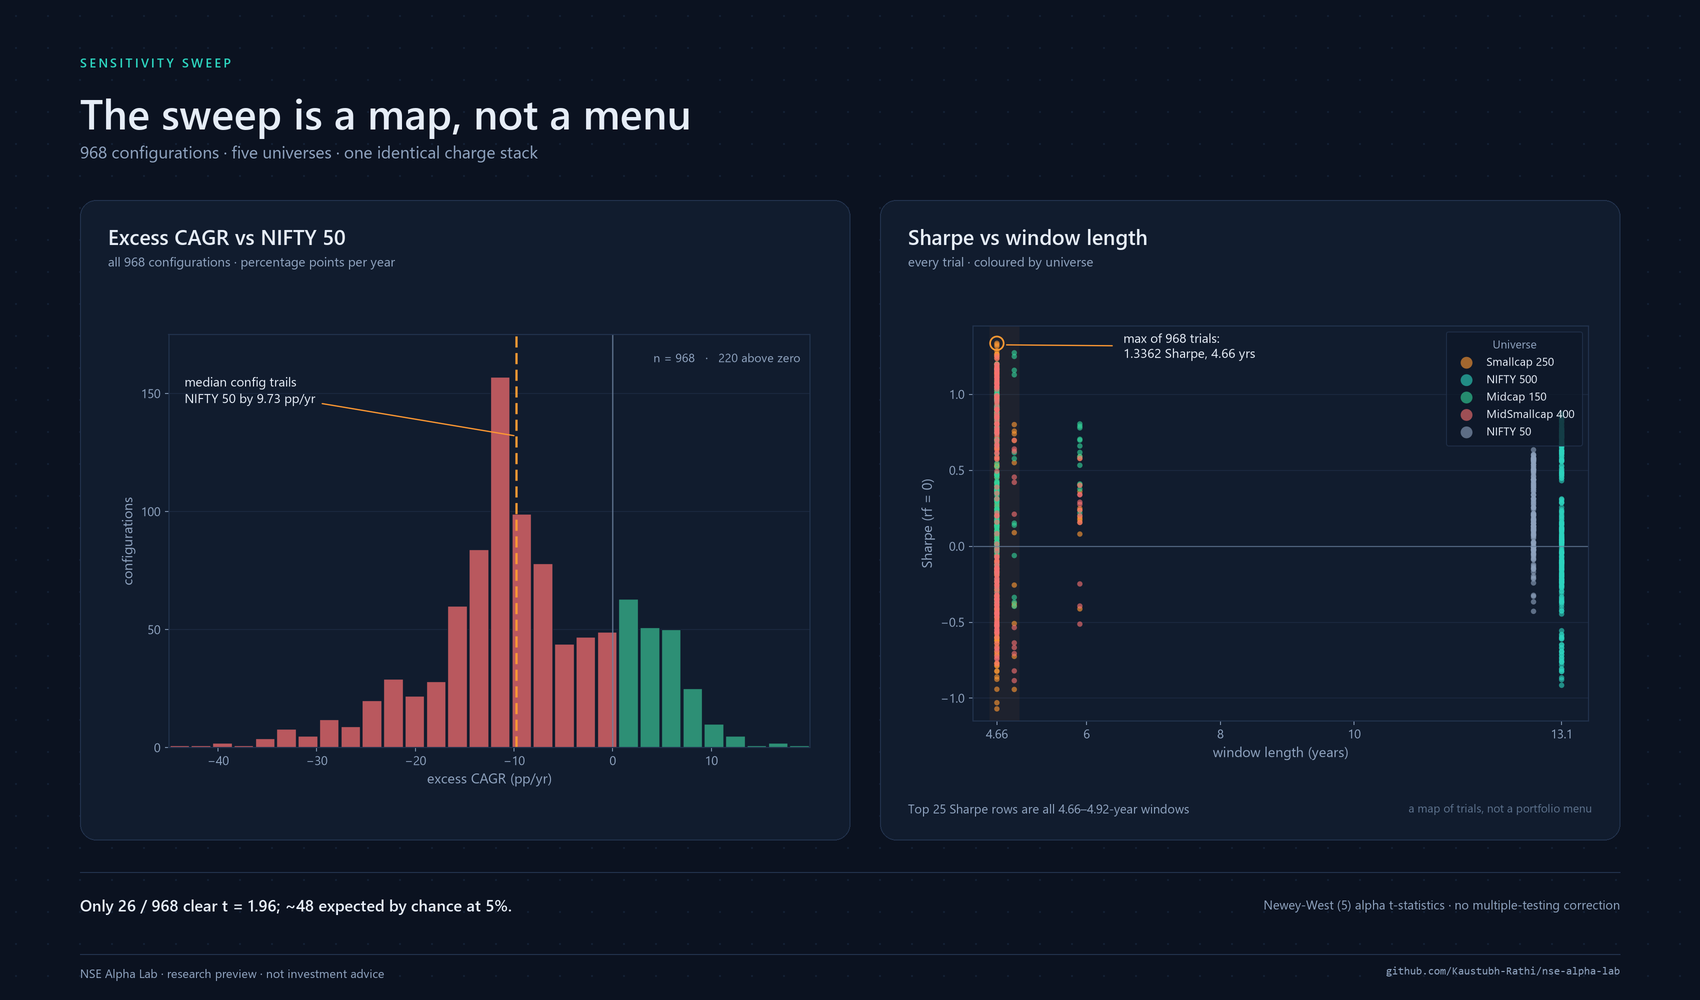 SENSITIVITY SWEEP
The sweep is a map, not a menu
968 configurations · five universes · one identical charge stack
Excess CAGR vs NIFTY 50
all 968 configurations · percentage points per year
n = 968 · 220 above zero
median config trails
NIFTY 50 by 9.73 pp/yr
configurations
150
100
50
0
−40
−30
−20
−10
0
10
excess CAGR (pp/yr)
Sharpe vs window length
every trial · coloured by universe
max of 968 trials:
1.3362 Sharpe, 4.66 yrs
Universe
Smallcap 250
NIFTY 500
Midcap 150
MidSmallcap 400
NIFTY 50
Sharpe (rf = 0)
1.0
0.5
0.0
−0.5
−1.0
4.66
6
8
10
13.1
window length (years)
Top 25 Sharpe rows are all 4.66–4.92-year windows
a map of trials, not a portfolio menu
Only 26 / 968 clear t = 1.96; ~48 expected by chance at 5%.
Newey-West (5) alpha t-statistics · no multiple-testing correction
NSE Alpha Lab · research preview · not investment advice
github.com/Kaustubh-Rathi/nse-alpha-lab